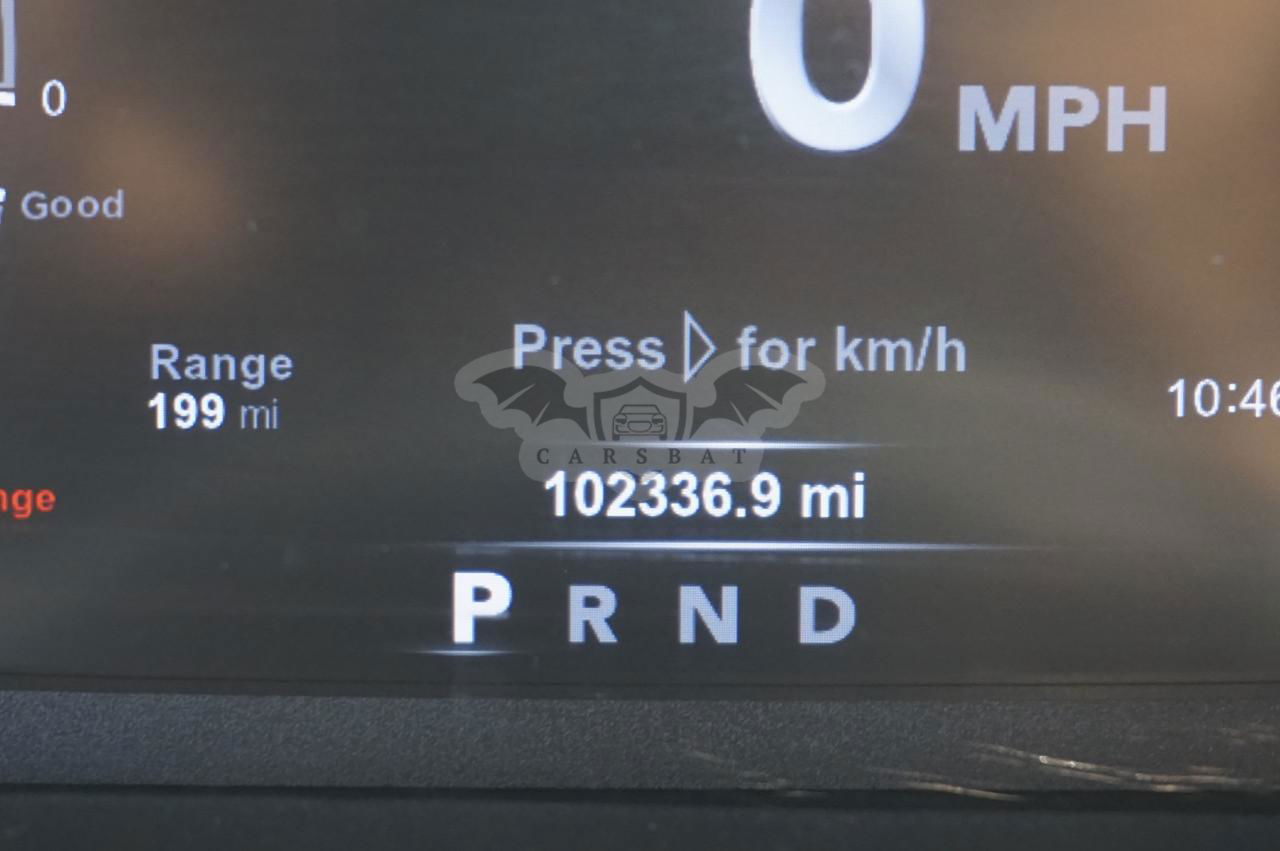 0
0 MPH
Good
Press ▷ for km/h
Range
199 mi
10:46
CARSBAT
102336.9 mi
nge
P R N D